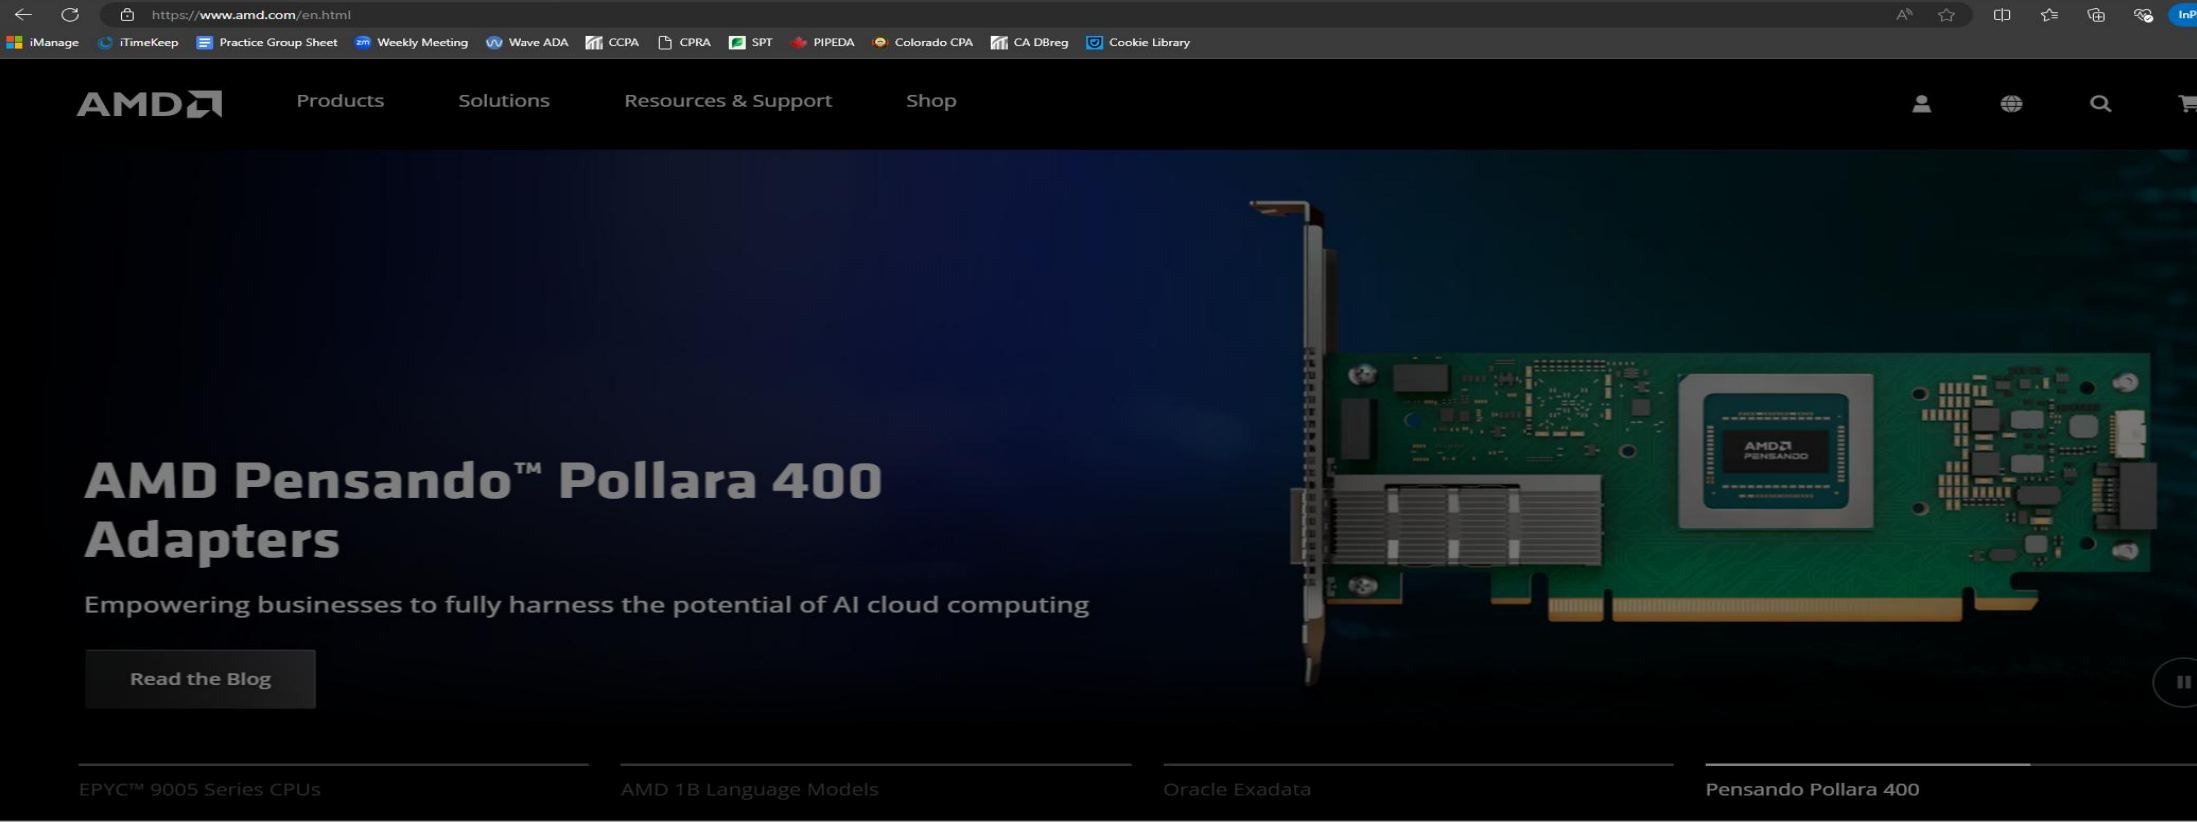 https://www.amd.com/en.html
InP
iManage iTimeKeep Practice Group Sheet zm Weekly Meeting Wave ADA CCPA CPRA SPT PIPEDA Colorado CPA CA DBreg Cookie Library
AMD Products Solutions Resources & Support Shop
AMD
PENSANDO
AMD Pensando™ Pollara 400
Adapters
Empowering businesses to fully harness the potential of AI cloud computing
Read the Blog
EPYC™ 9005 Series CPUs AMD 1B Language Models Oracle Exadata Pensando Pollara 400